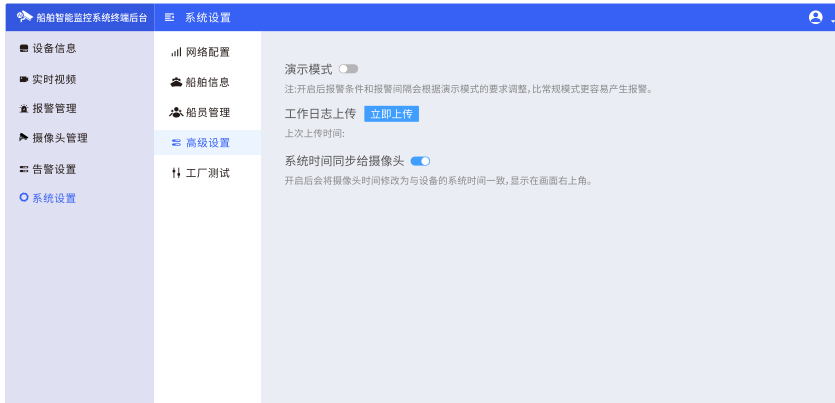 船舶智能监控系统终端后台
系统设置
设备信息
实时视频
报警管理
摄像头管理
告警设置
系统设置
网络配置
船舶信息
船员管理
高级设置
工厂测试
演示模式
注:开启后报警条件和报警间隔会根据演示模式的要求调整,比常规模式更容易产生报警。
工作日志上传 立即上传
上次上传时间:
系统时间同步给摄像头
开启后会将摄像头时间修改为与设备的系统时间一致,显示在画面右上角。